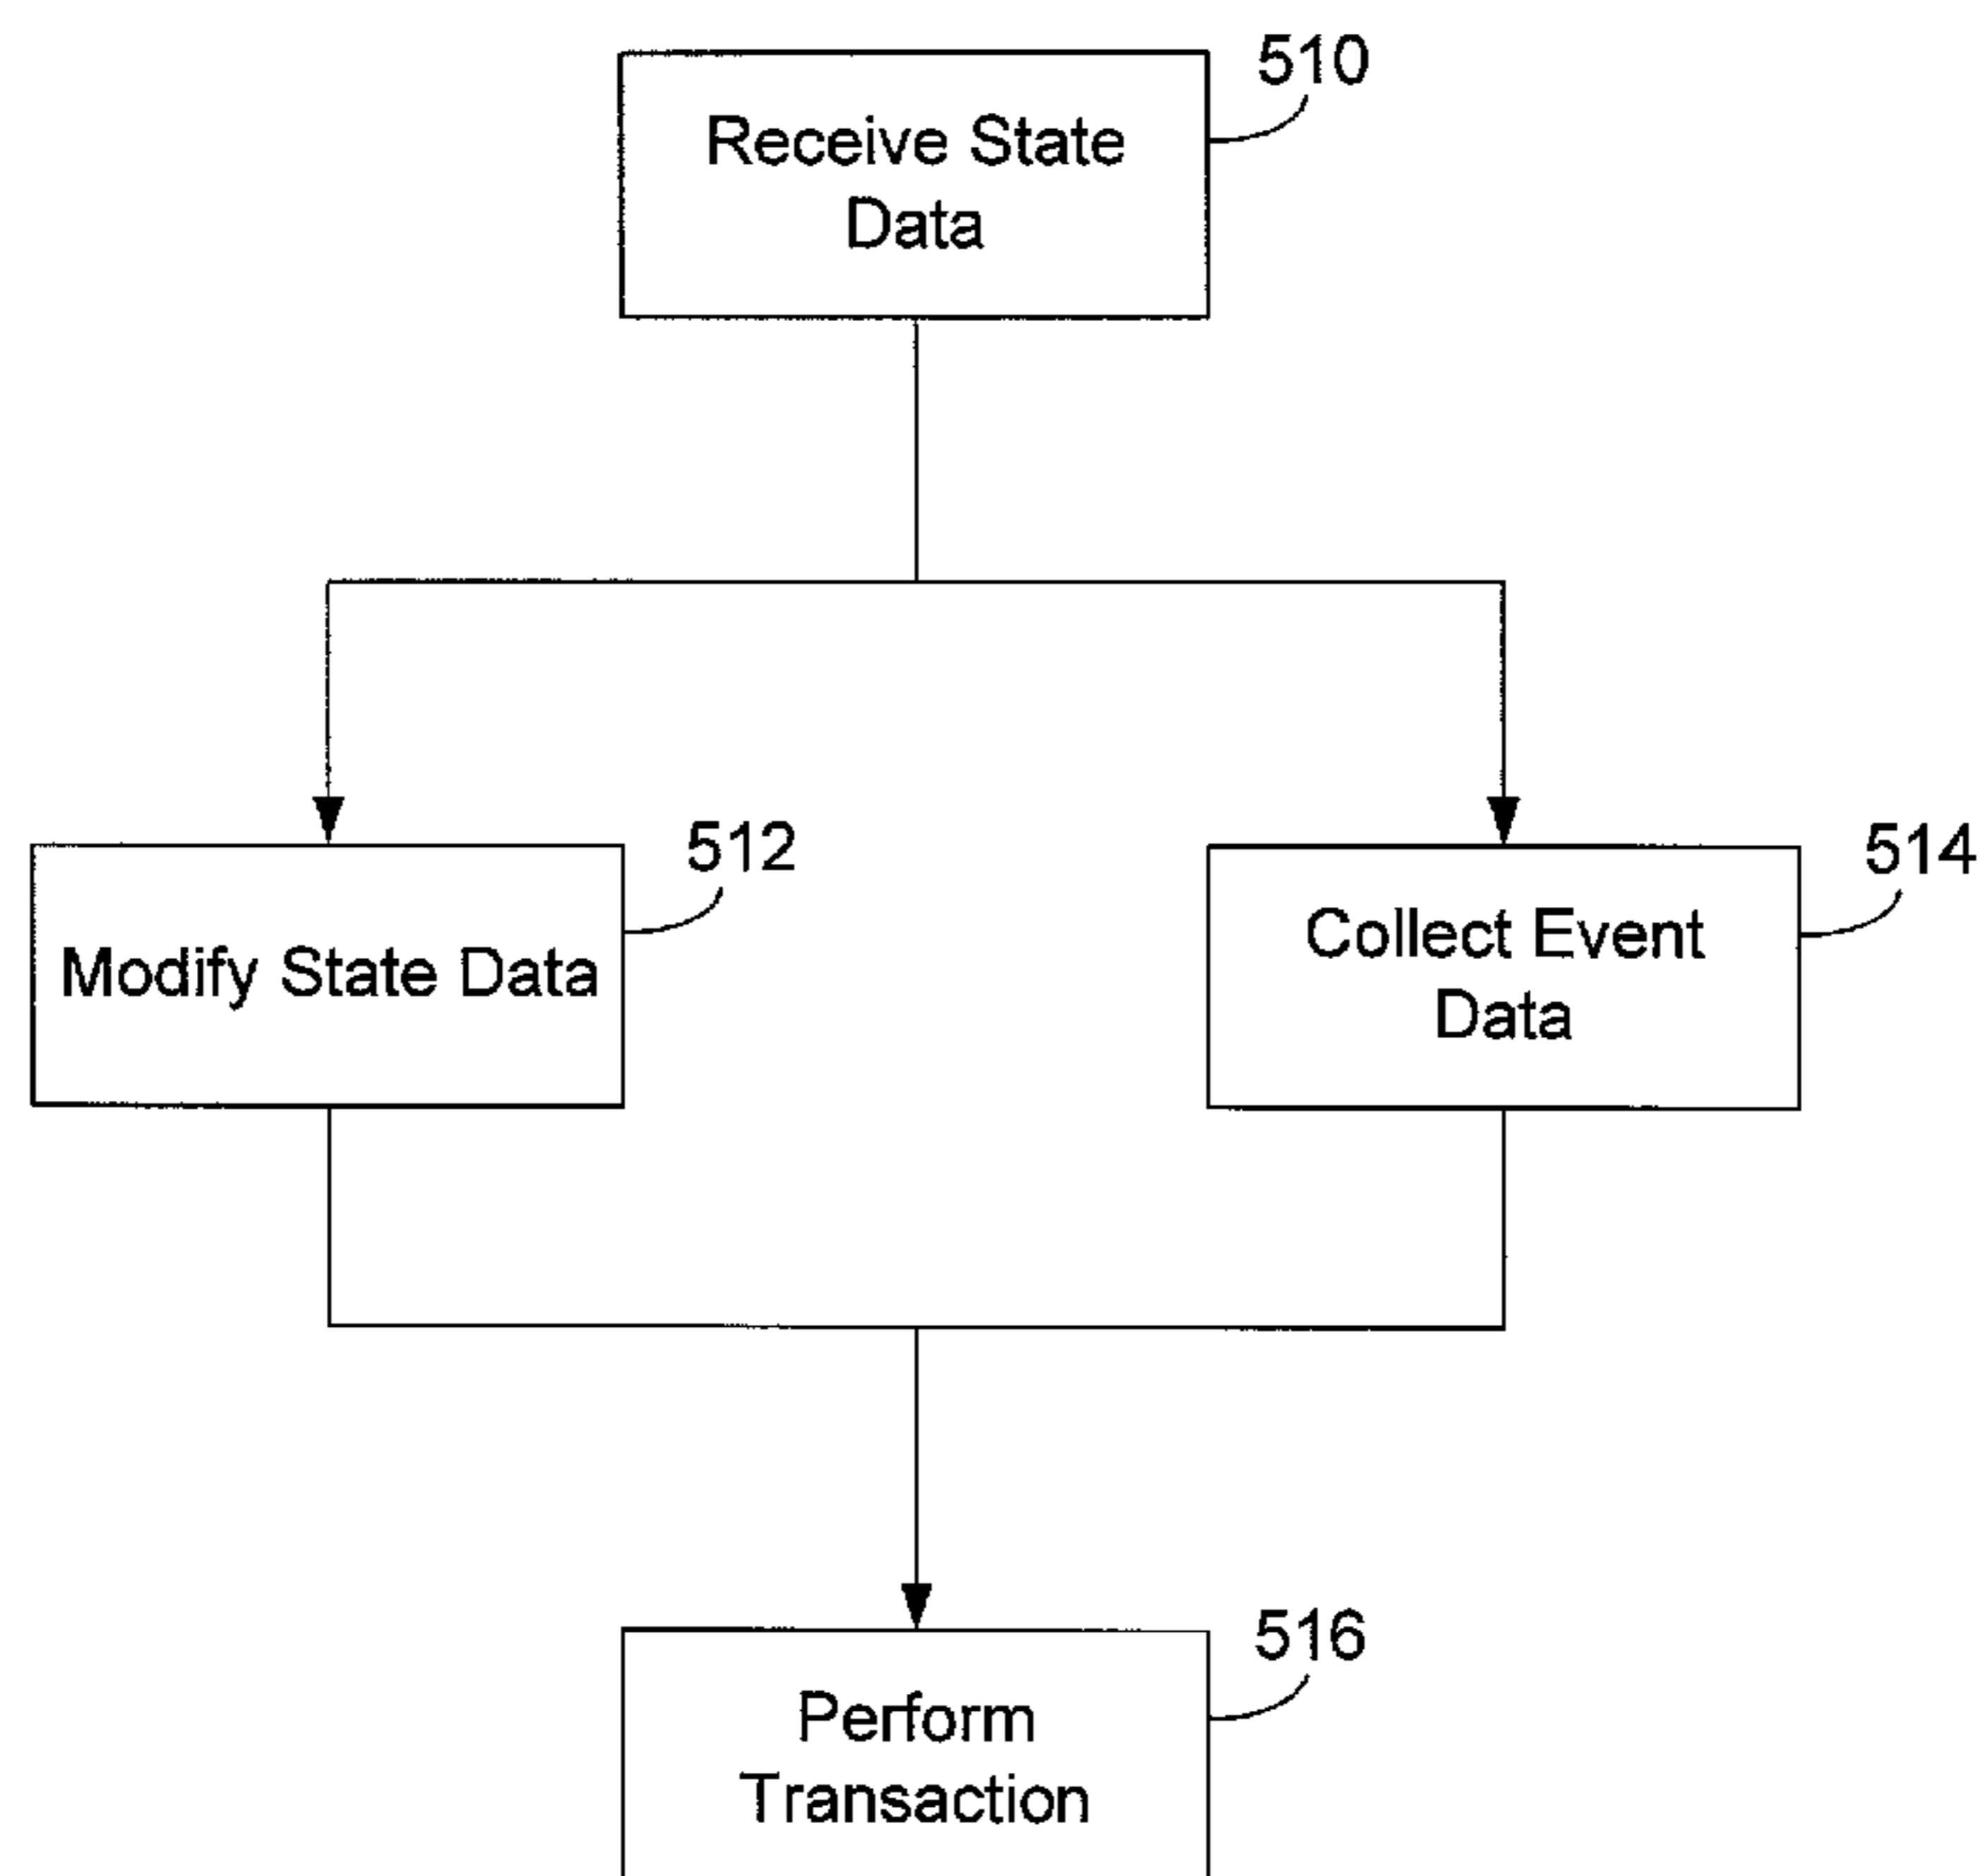 510
Receive State
Data
512
Modify State Data
514
Collect Event
Data
516
Perform
Transaction